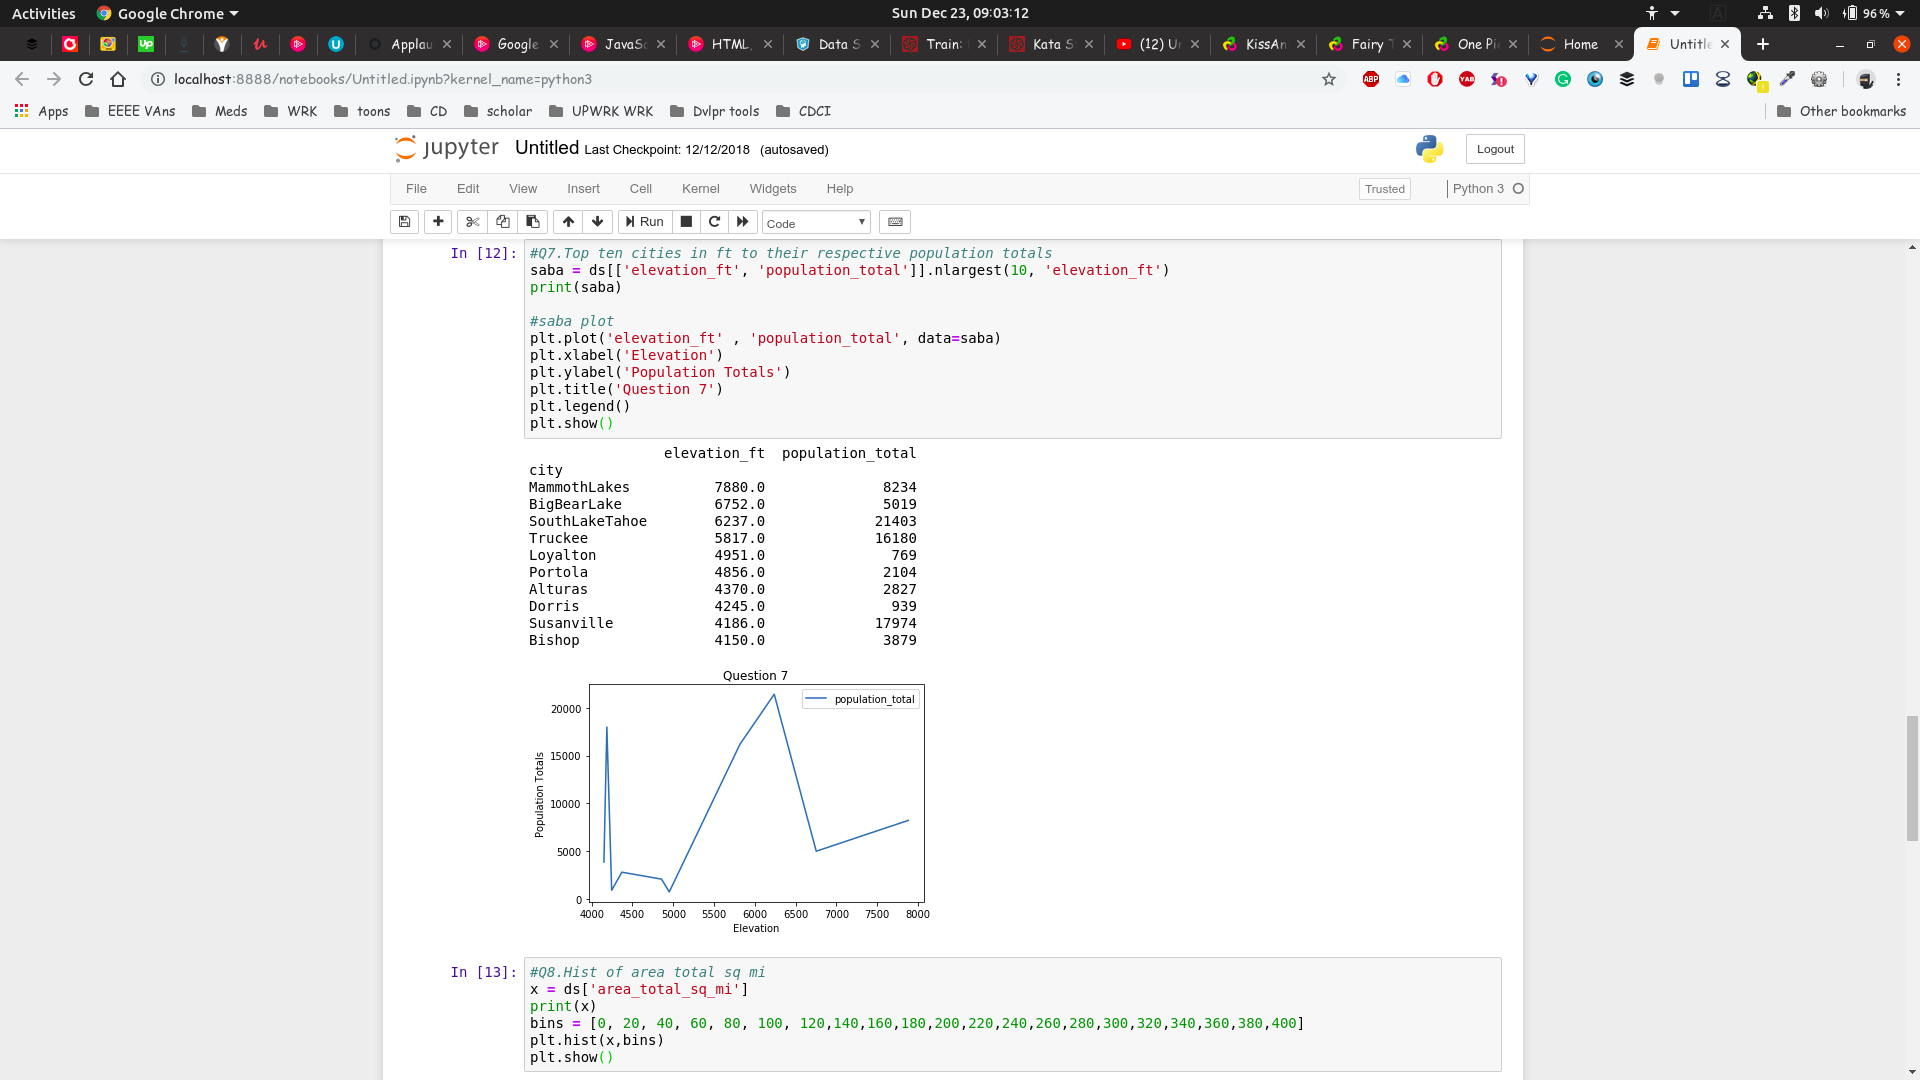 Activities Google Chrome Sun Dec 23, 09:03:12 96 %
Applau Google JavaSc HTML, Data S Train: Kata S (12) Ur KissAn Fairy T One Pi Home Untitle
localhost:8888/notebooks/Untitled.ipynb?kernel_name=python3
Apps EEEE VAns Meds WRK toons CD scholar UPWRK WRK Dvlpr tools CDCI Other bookmarks
jupyter Untitled Last Checkpoint: 12/12/2018 (autosaved) Logout
File Edit View Insert Cell Kernel Widgets Help Trusted Python 3
Run Code
In [12]: #Q7.Top ten cities in ft to their respective population totals
saba = ds[['elevation_ft', 'population_total']].nlargest(10, 'elevation_ft')
print(saba)
#saba plot
plt.plot('elevation_ft' , 'population_total', data=saba)
plt.xlabel('Elevation')
plt.ylabel('Population Totals')
plt.title('Question 7')
plt.legend()
plt.show()
elevation_ft population_total
city
MammothLakes 7880.0 8234
BigBearLake 6752.0 5019
SouthLakeTahoe 6237.0 21403
Truckee 5817.0 16180
Loyalton 4951.0 769
Portola 4856.0 2104
Alturas 4370.0 2827
Dorris 4245.0 939
Susanville 4186.0 17974
Bishop 4150.0 3879
Question 7
population_total
20000
15000
10000
5000
0
Population Totals
4000 4500 5000 5500 6000 6500 7000 7500 8000
Elevation
In [13]: #Q8.Hist of area total sq mi
x = ds['area_total_sq_mi']
print(x)
bins = [0, 20, 40, 60, 80, 100, 120,140,160,180,200,220,240,260,280,300,320,340,360,380,400]
plt.hist(x,bins)
plt.show()